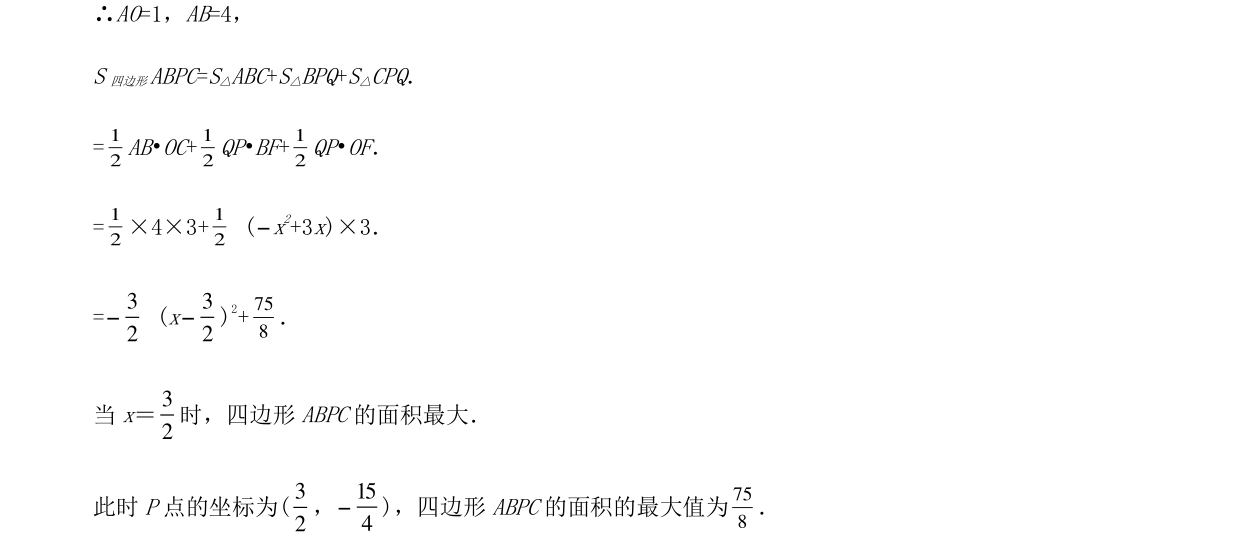 ∴AO=1，AB=4，
S四边形ABPC=S△ABC+S△BPQ+S△CPQ．
=1/2 AB•OC+1/2 QP•BF+1/2 QP•OF．
=1/2×4×3+1/2（−x²+3x）×3．
=−3/2（x−3/2）²+75/8．
当 x＝3/2时，四边形 ABPC 的面积最大．
此时 P 点的坐标为(3/2，−15/4)，四边形 ABPC 的面积的最大值为75/8．